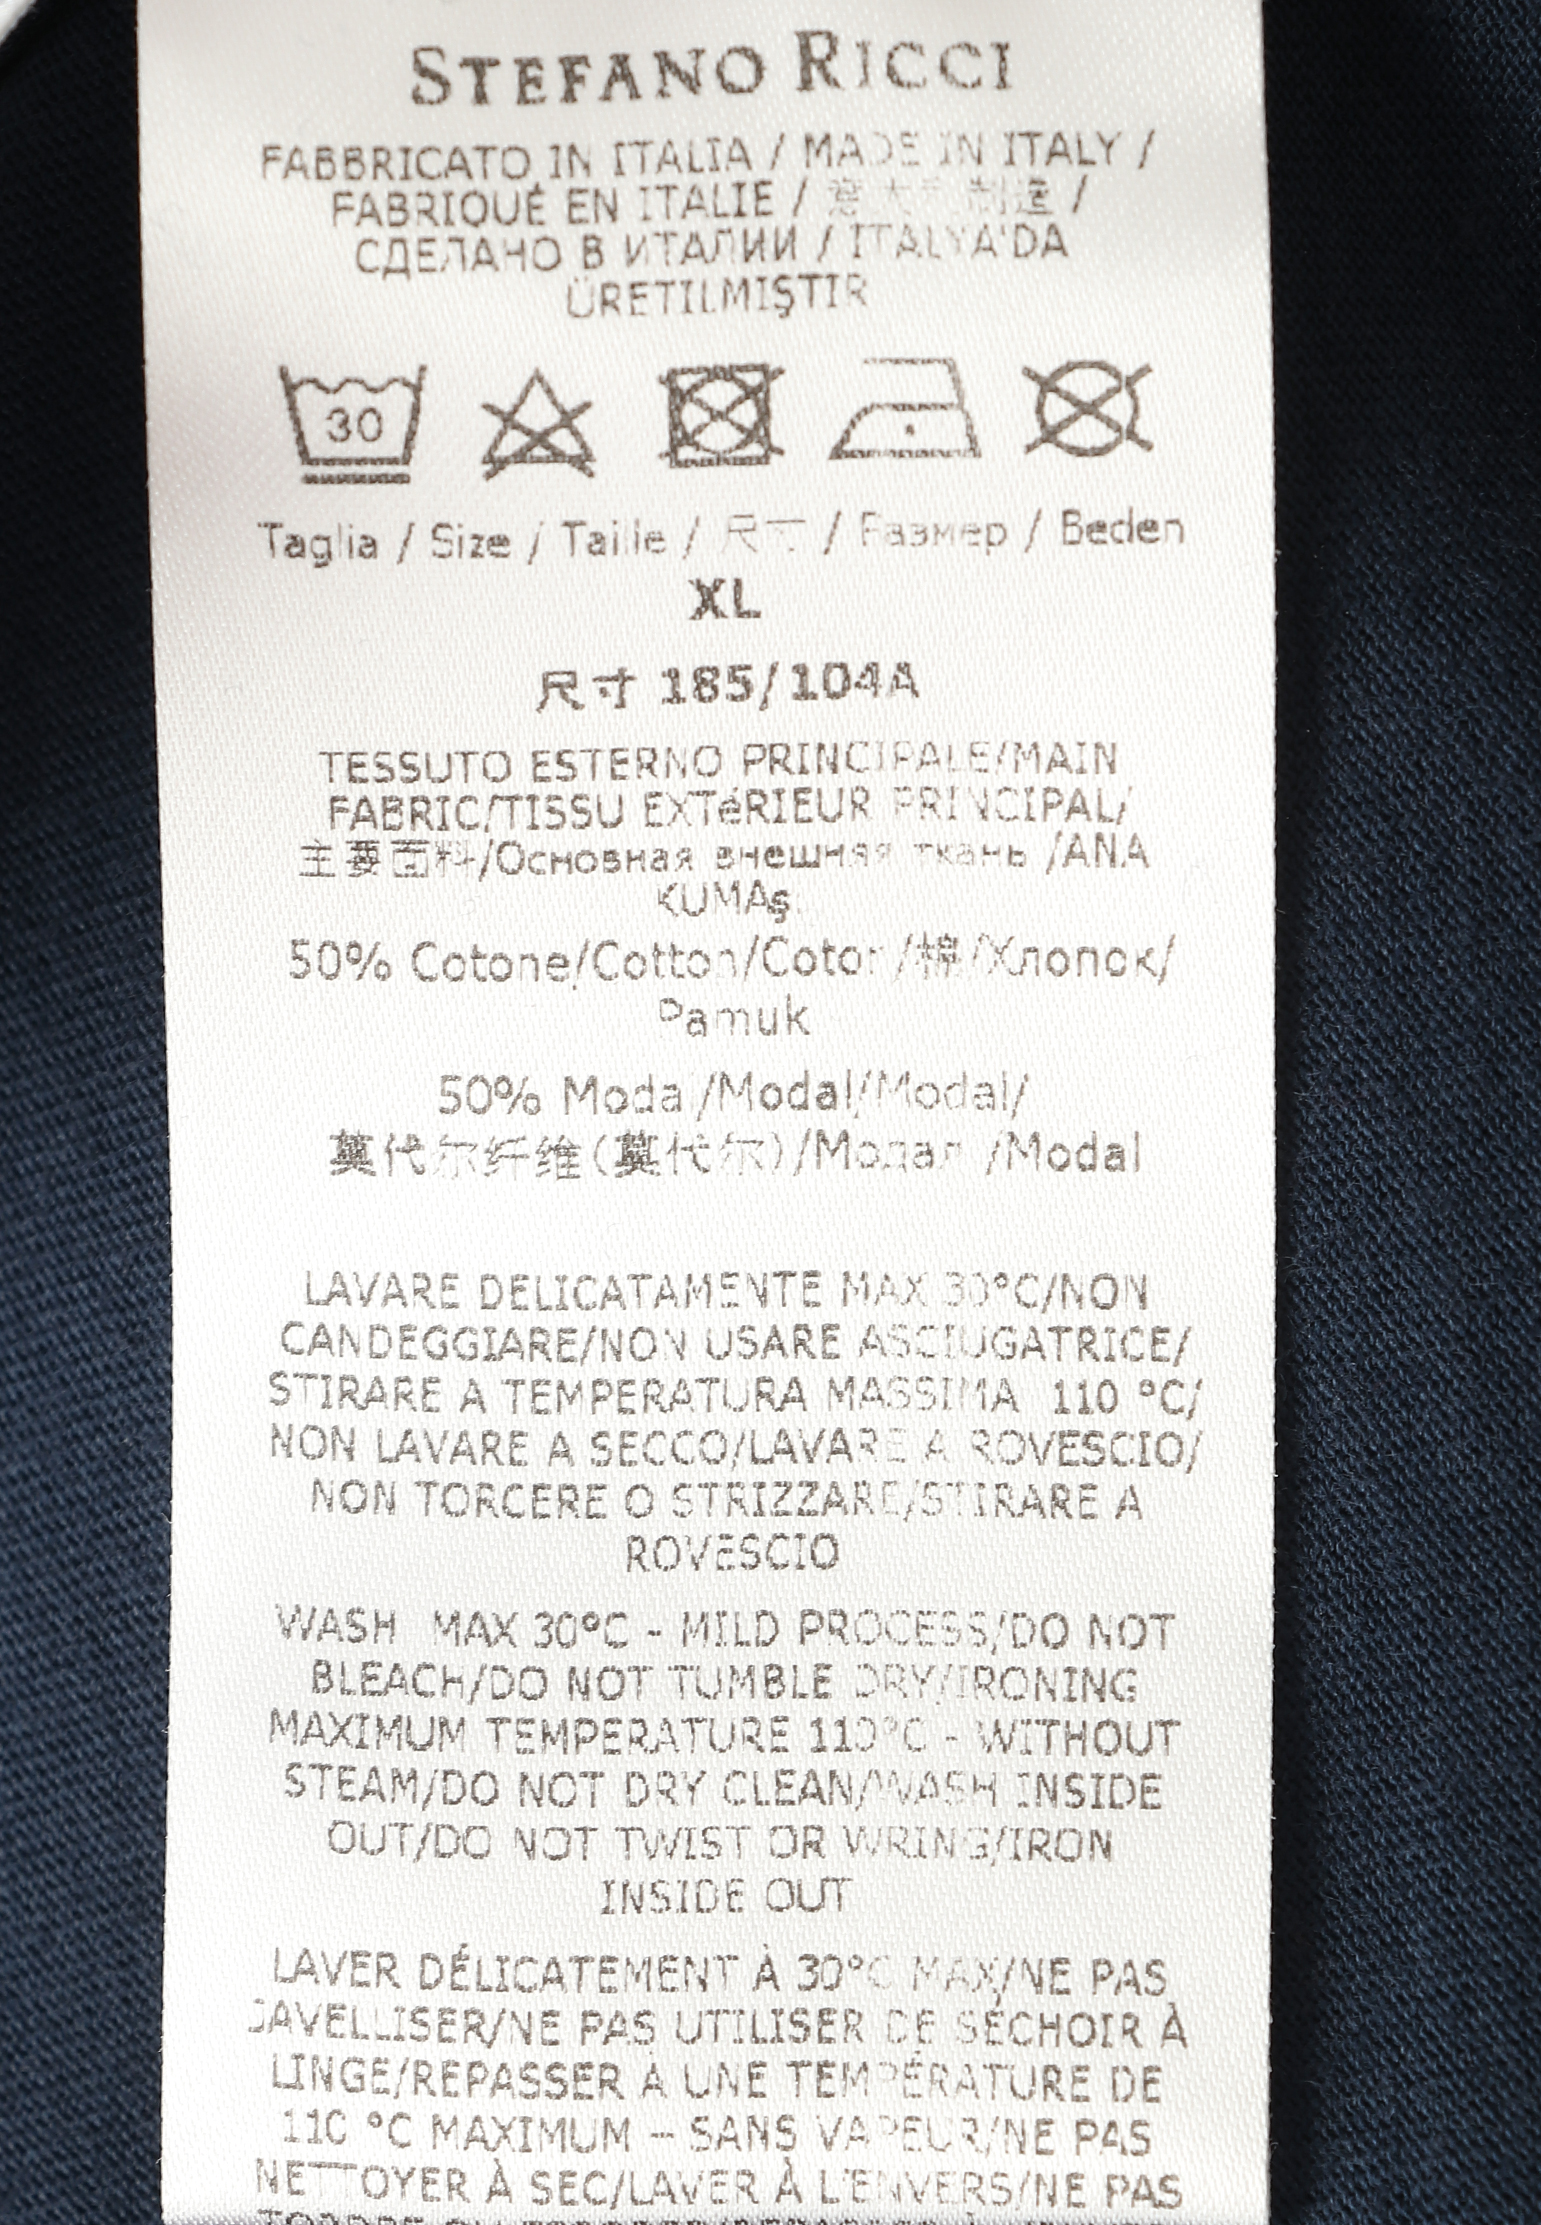 STEFANO RICCI
FABBRICATO IN ITALIA / MADE IN ITALY /
FABRIQUÉ EN ITALIE / 意大利制造 /
СДЕЛАНО В ИТАЛИИ / ITALYA'DA
ÜRETILMIŞTIR
30
Taglia / Size / Taille / 尺寸 / Размер / Beden
XL
尺寸 185/104A
TESSUTO ESTERNO PRINCIPALE/MAIN
FABRIC/TISSU EXTéRIEUR PRINCIPAL/
主要面料/Основная внешняя ткань /ANA
KUMAş.
50% Cotone/Cotton/Coton/棉/Хлопок/
Pamuk
50% Modal/Modal/Modal/
莫代尔纤维(莫代尔)/Модал /Modal
LAVARE DELICATAMENTE MAX 30°C/NON
CANDEGGIARE/NON USARE ASCIUGATRICE/
STIRARE A TEMPERATURA MASSIMA 110 °C/
NON LAVARE A SECCO/LAVARE A ROVESCIO/
NON TORCERE O STRIZZARE/STIRARE A
ROVESCIO
WASH MAX 30°C - MILD PROCESS/DO NOT
BLEACH/DO NOT TUMBLE DRY/IRONING
MAXIMUM TEMPERATURE 110°C - WITHOUT
STEAM/DO NOT DRY CLEAN/WASH INSIDE
OUT/DO NOT TWIST OR WRING/IRON
INSIDE OUT
LAVER DÉLICATEMENT À 30°C MAX/NE PAS
JAVELLISER/NE PAS UTILISER DE SÉCHOIR À
LINGE/REPASSER À UNE TEMPÉRATURE DE
110 °C MAXIMUM – SANS VAPEUR/NE PAS
NETTOYER À SEC/LAVER À L'ENVERS/NE PAS